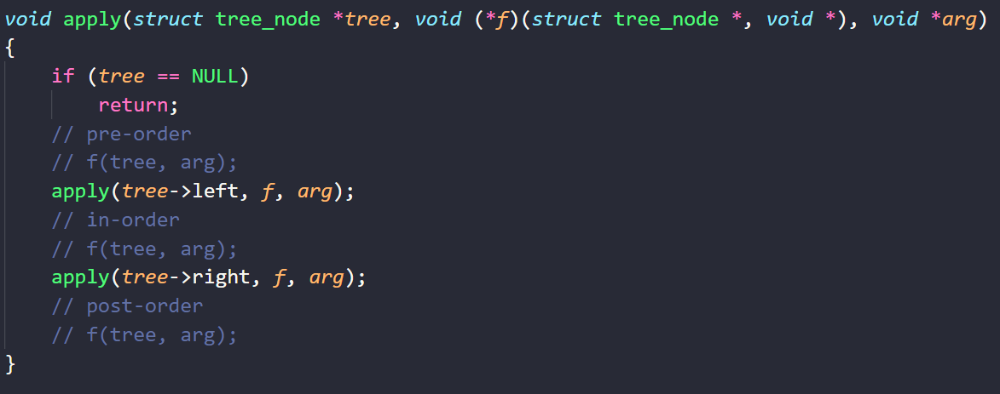 void apply(struct tree_node *tree, void (*f)(struct tree_node *, void *), void *arg)
{
    if (tree == NULL)
        return;
    // pre-order
    // f(tree, arg);
    apply(tree->left, f, arg);
    // in-order
    // f(tree, arg);
    apply(tree->right, f, arg);
    // post-order
    // f(tree, arg);
}